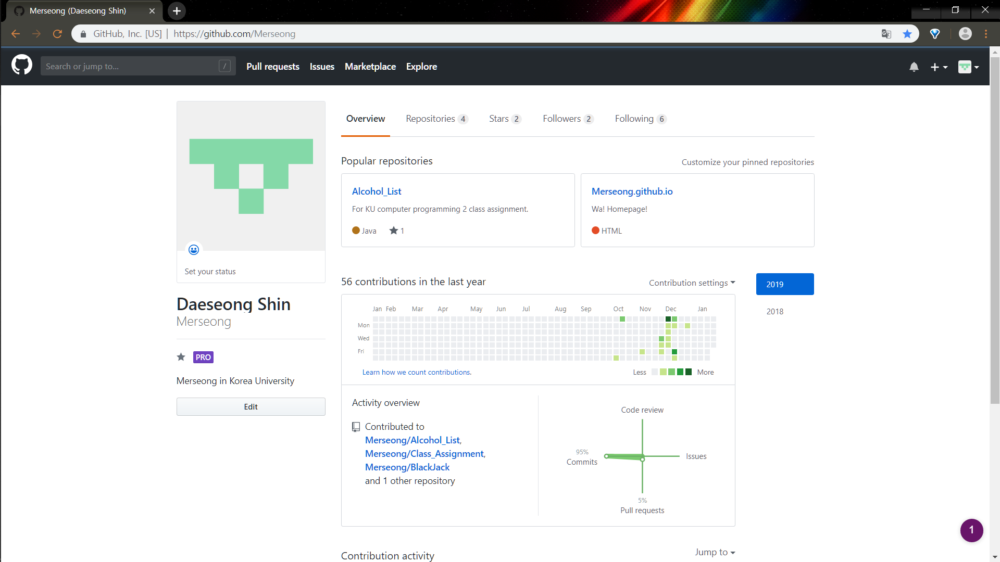 Merseong (Daeseong Shin)
GitHub, Inc. [US] | https://github.com/Merseong
Search or jump to... /
Pull requests Issues Marketplace Explore
Overview Repositories 4 Stars 2 Followers 2 Following 6
Popular repositories
Customize your pinned repositories
Alcohol_List
For KU computer programming 2 class assignment.
Java 1
Merseong.github.io
Wa! Homepage!
HTML
Set your status
Daeseong Shin
Merseong
PRO
Merseong in Korea University
Edit
56 contributions in the last year
Contribution settings
2019
2018
Jan Feb Mar Apr May Jun Jul Aug Sep Oct Nov Dec Jan
Mon
Wed
Fri
Learn how we count contributions.
Less More
Activity overview
Contributed to
Merseong/Alcohol_List,
Merseong/Class_Assignment,
Merseong/BlackJack
and 1 other repository
Code review
95%
Commits
Issues
5%
Pull requests
1
Contribution activity
Jump to